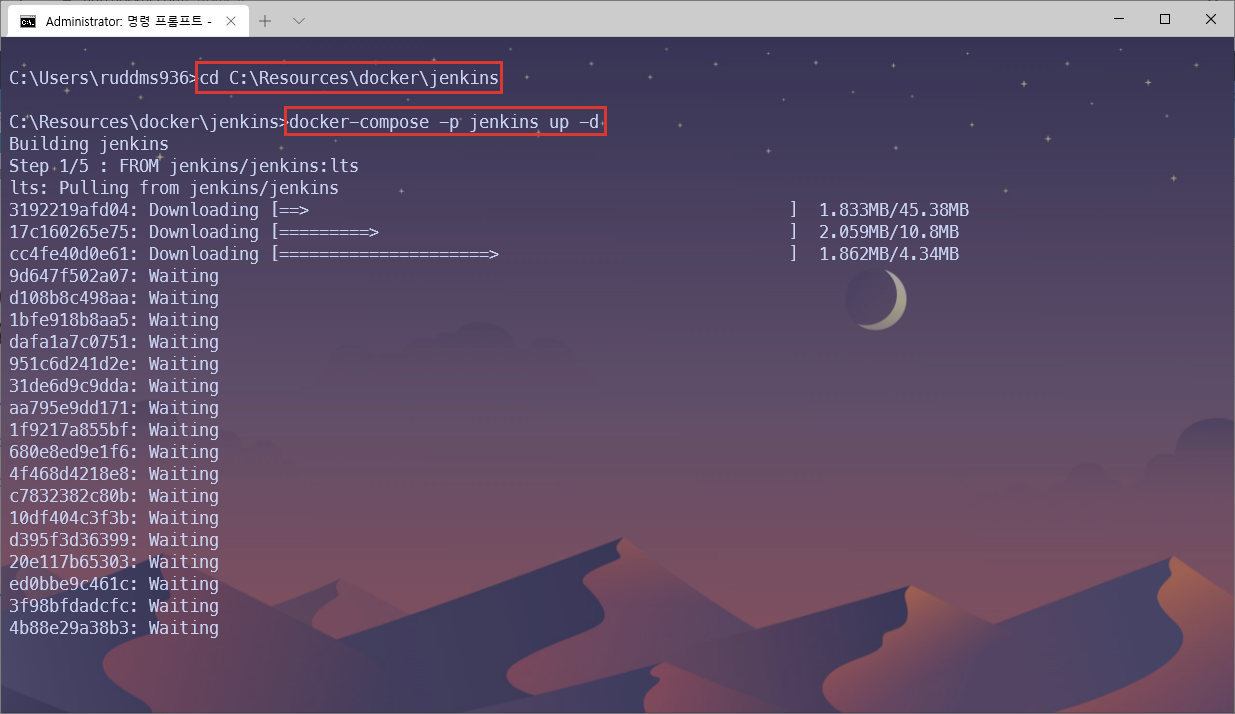 Administrator: 명령 프롬프트 -
C:\Users\ruddms936>cd C:\Resources\docker\jenkins
C:\Resources\docker\jenkins>docker-compose -p jenkins up -d
Building jenkins
Step 1/5 : FROM jenkins/jenkins:lts
lts: Pulling from jenkins/jenkins
3192219afd04: Downloading [==>                                                ]  1.833MB/45.38MB
17c160265e75: Downloading [=========>                                         ]  2.059MB/10.8MB
cc4fe40d0e61: Downloading [=====================>                             ]  1.862MB/4.34MB
9d647f502a07: Waiting
d108b8c498aa: Waiting
1bfe918b8aa5: Waiting
dafa1a7c0751: Waiting
951c6d241d2e: Waiting
31de6d9c9dda: Waiting
aa795e9dd171: Waiting
1f9217a855bf: Waiting
680e8ed9e1f6: Waiting
4f468d4218e8: Waiting
c7832382c80b: Waiting
10df404c3f3b: Waiting
d395f3d36399: Waiting
20e117b65303: Waiting
ed0bbe9c461c: Waiting
3f98bfdadcfc: Waiting
4b88e29a38b3: Waiting